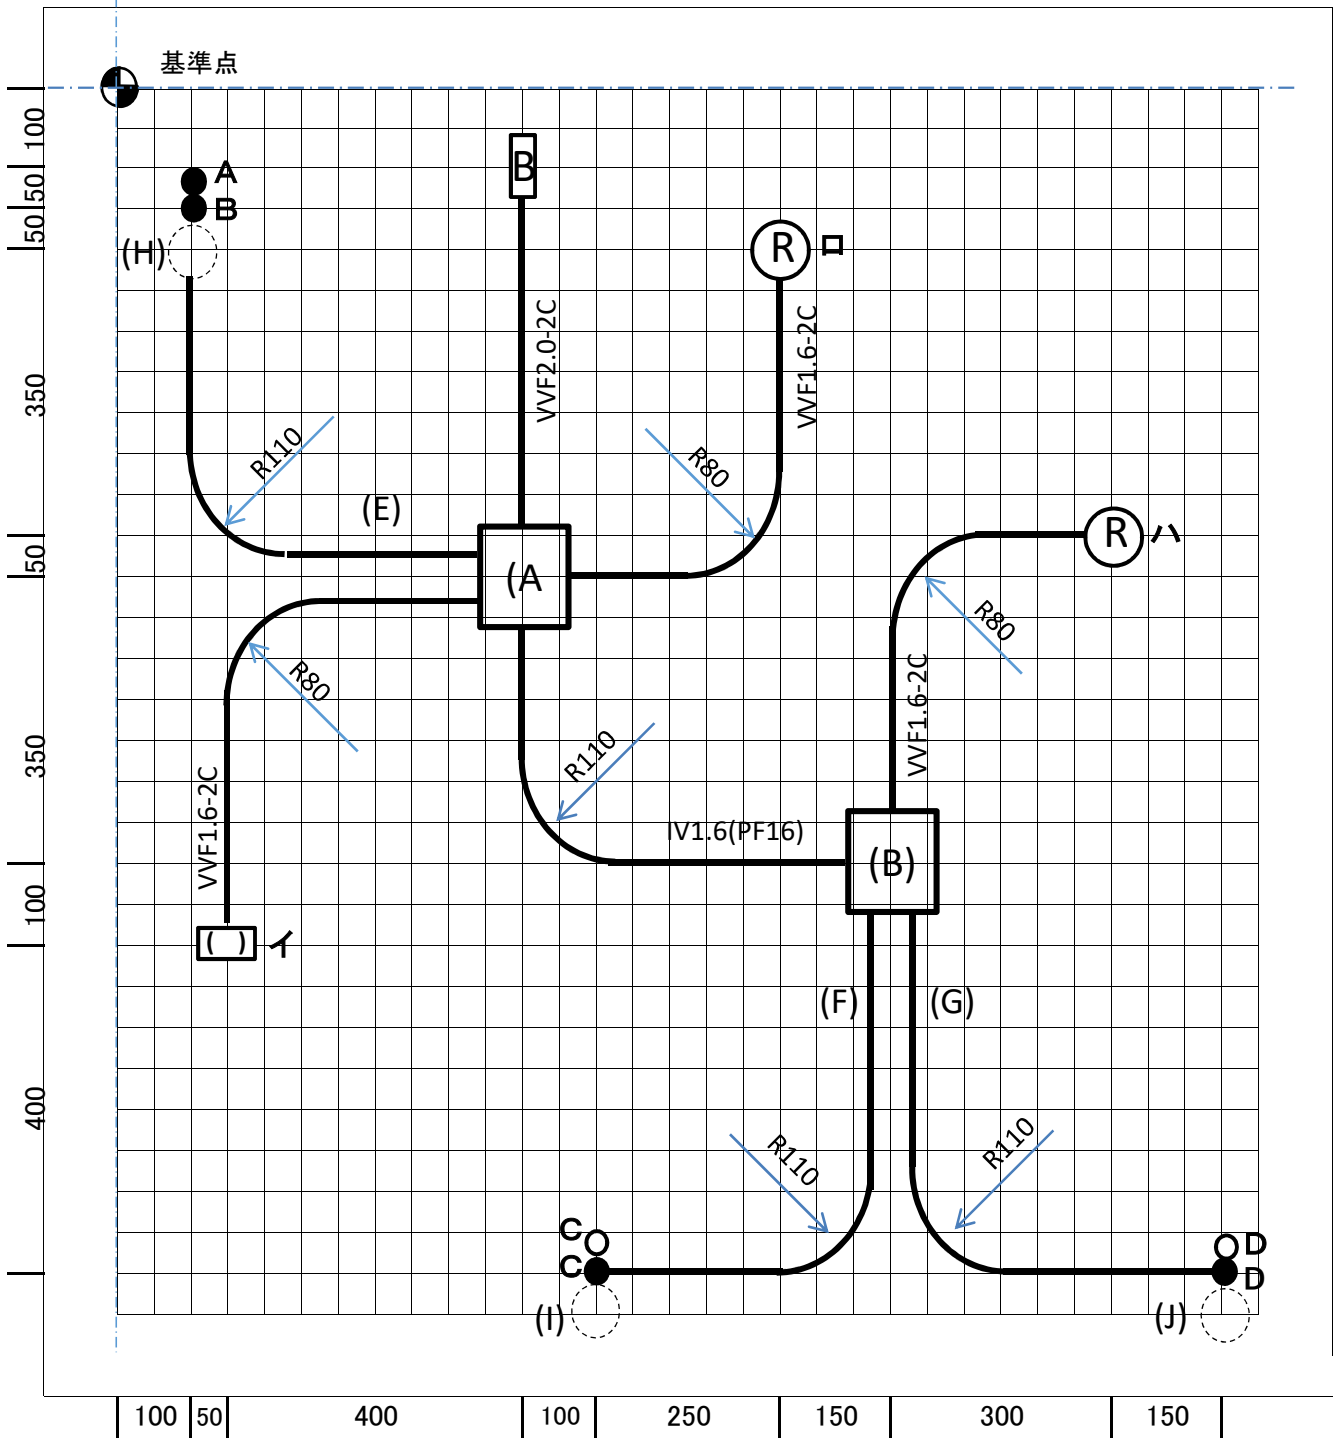 基準点
100
50
50
350
50
350
100
400
A
B
(H)
B
R
ロ
VVF2.0-2C
VVF1.6-2C
R110
R80
(E)
(A
R
ハ
R80
R80
VVF1.6-2C
R110
VVF1.6-2C
IV1.6(PF16)
(B)
( )
イ
(F)
(G)
R110
R110
C
C
D
D
(I)
(J)
100
50
400
100
250
150
300
150